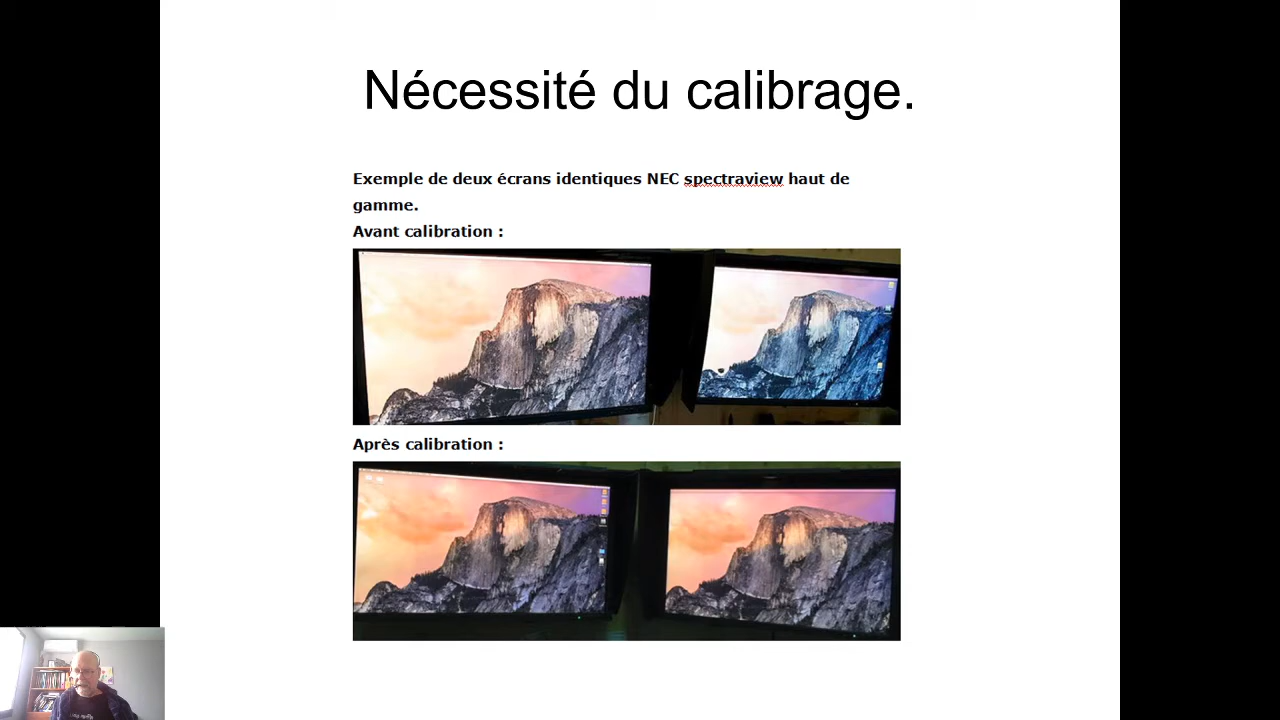 Nécessité du calibrage.
Exemple de deux écrans identiques NEC spectraview haut de
gamme.
Avant calibration :
Après calibration :